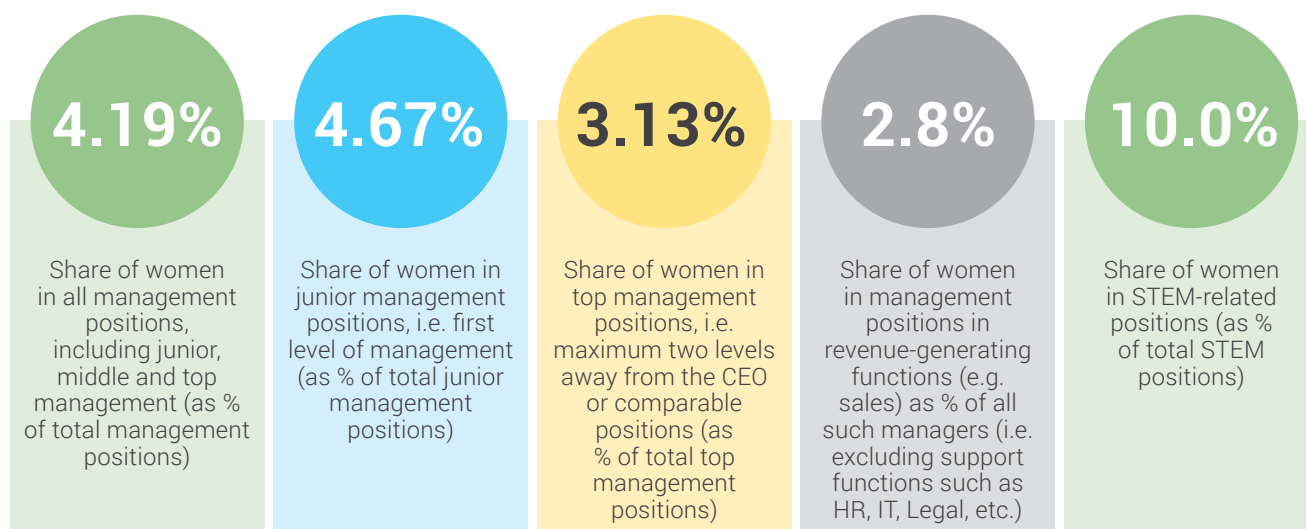 4.19%
Share of women
in all management
positions,
including junior,
middle and top
management (as %
of total management
positions)
4.67%
Share of women in
junior management
positions, i.e. first
level of management
(as % of total junior
management
positions)
3.13%
Share of women in
top management
positions, i.e.
maximum two levels
away from the CEO
or comparable
positions (as
% of total top
management
positions)
2.8%
Share of women
in management
positions in
revenue-generating
functions (e.g.
sales) as % of all
such managers (i.e.
excluding support
functions such as
HR, IT, Legal, etc.)
10.0%
Share of women
in STEM-related
positions (as %
of total STEM
positions)